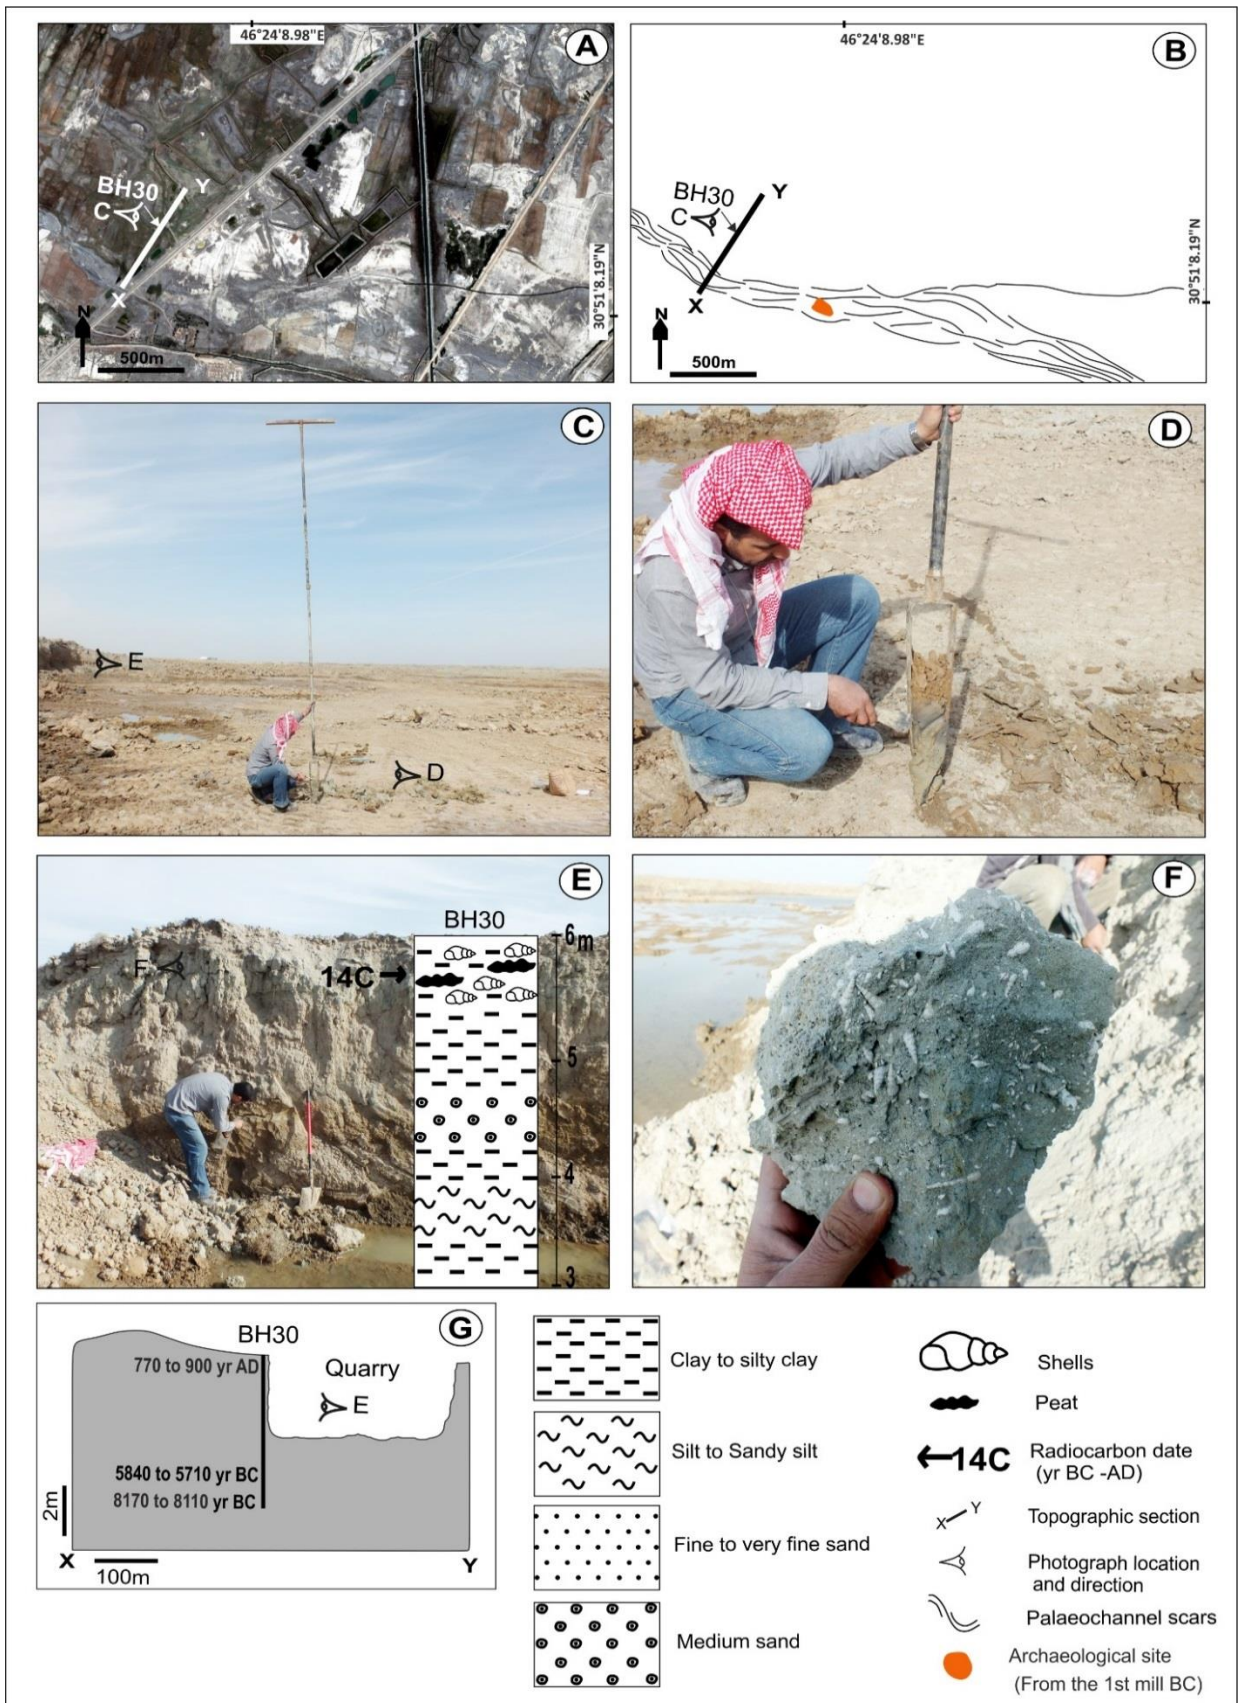 46°24'8.98"E
A
BH30
Y
C
X
N
500m
30°51'8.19"N
46°24'8.98"E
B
BH30
Y
C
X
N
500m
30°51'8.19"N
C
E
D
D
E
BH30
6m
F
14C
5
4
3
F
G
BH30
770 to 900 yr AD
Quarry
E
5840 to 5710 yr BC
8170 to 8110 yr BC
2m
X
Y
100m
Clay to silty clay
Silt to Sandy silt
Fine to very fine sand
Medium sand
Shells
Peat
14C
Radiocarbon date
(yr BC -AD)
X Y
Topographic section
Photograph location
and direction
Palaeochannel scars
Archaeological site
(From the 1st mill BC)